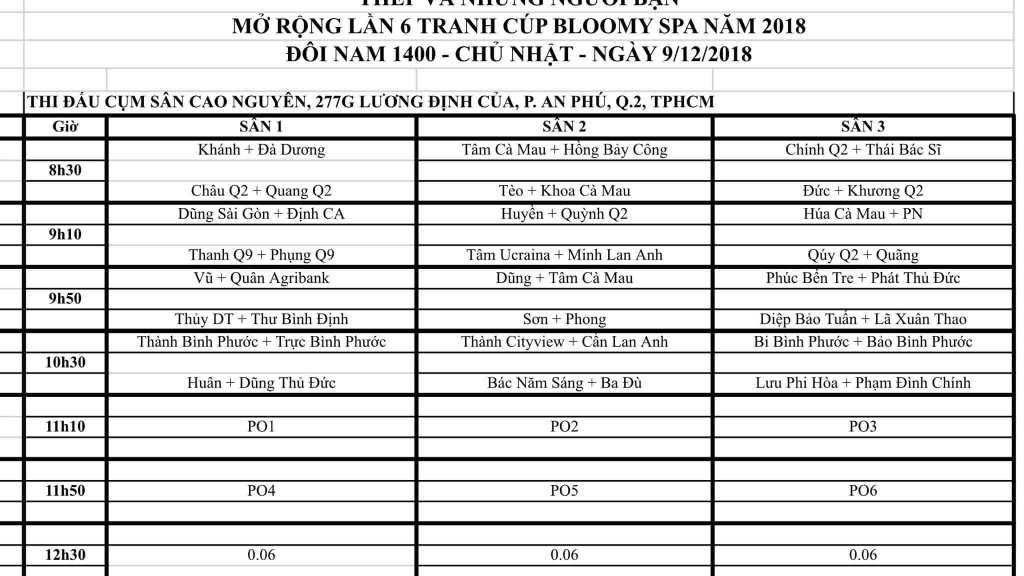 THÉP VÀ NHỮNG NGƯỜI BẠN
MỞ RỘNG LẦN 6 TRANH CÚP BLOOMY SPA NĂM 2018
ĐÔI NAM 1400 - CHỦ NHẬT - NGÀY 9/12/2018
THI ĐẤU CỤM SÂN CAO NGUYÊN, 277G LƯƠNG ĐỊNH CỦA, P. AN PHÚ, Q.2, TPHCM
Giờ SÂN 1 SÂN 2 SÂN 3
Khánh + Đà Dương Tâm Cà Mau + Hồng Bảy Công Chính Q2 + Thái Bác Sĩ
8h30
Châu Q2 + Quang Q2 Tèo + Khoa Cà Mau Đức + Khương Q2
Dũng Sài Gòn + Định CA Huyền + Quỳnh Q2 Húa Cà Mau + PN
9h10
Thanh Q9 + Phụng Q9 Tâm Ucraina + Minh Lan Anh Qúy Q2 + Quãng
Vũ + Quân Agribank Dũng + Tâm Cà Mau Phúc Bến Tre + Phát Thủ Đức
9h50
Thủy DT + Thư Bình Định Sơn + Phong Diệp Bảo Tuấn + Lã Xuân Thao
Thành Bình Phước + Trực Bình Phước Thành Cityview + Cần Lan Anh Bi Bình Phước + Bảo Bình Phước
10h30
Huân + Dũng Thủ Đức Bác Năm Sáng + Ba Đù Lưu Phi Hòa + Phạm Đình Chính
11h10 PO1 PO2 PO3
11h50 PO4 PO5 PO6
12h30 0.06 0.06 0.06